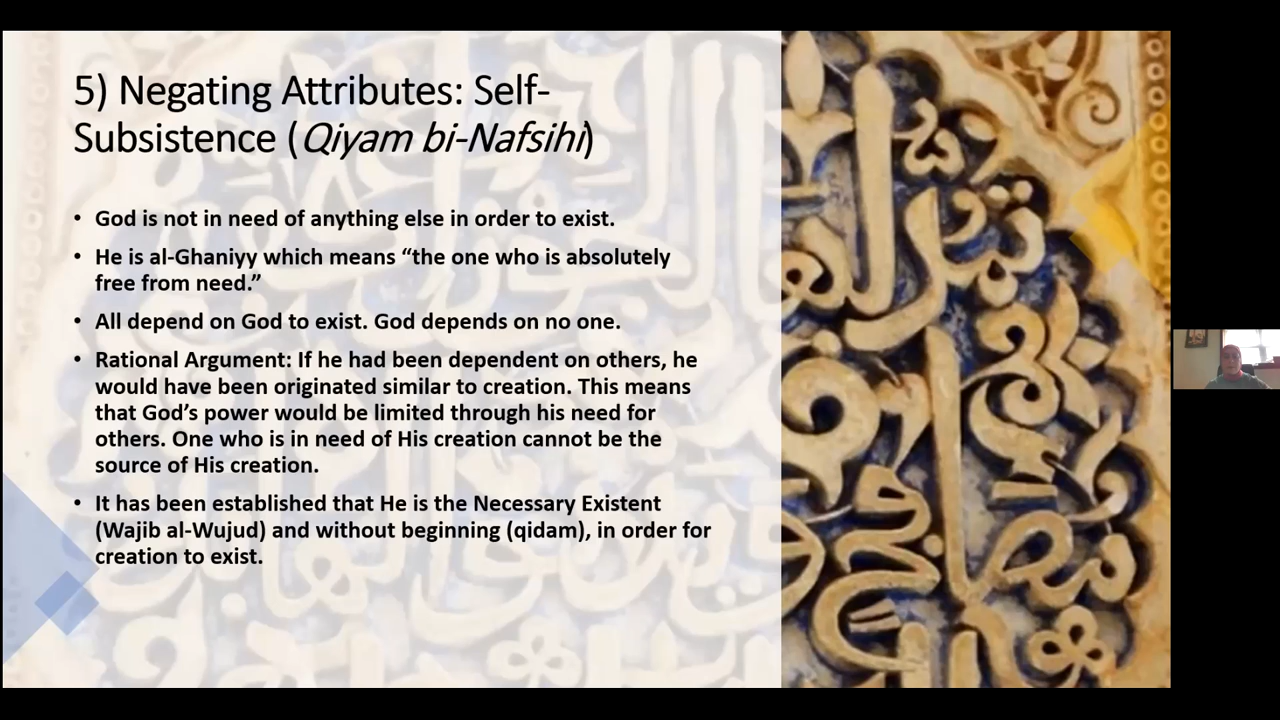 5) Negating Attributes: Self-
Subsistence (Qiyam bi-Nafsihi)
• God is not in need of anything else in order to exist.
• He is al-Ghaniyy which means “the one who is absolutely
free from need.”
• All depend on God to exist. God depends on no one.
• Rational Argument: If he had been dependent on others, he
would have been originated similar to creation. This means
that God’s power would be limited through his need for
others. One who is in need of His creation cannot be the
source of His creation.
• It has been established that He is the Necessary Existent
(Wajib al-Wujud) and without beginning (qidam), in order for
creation to exist.